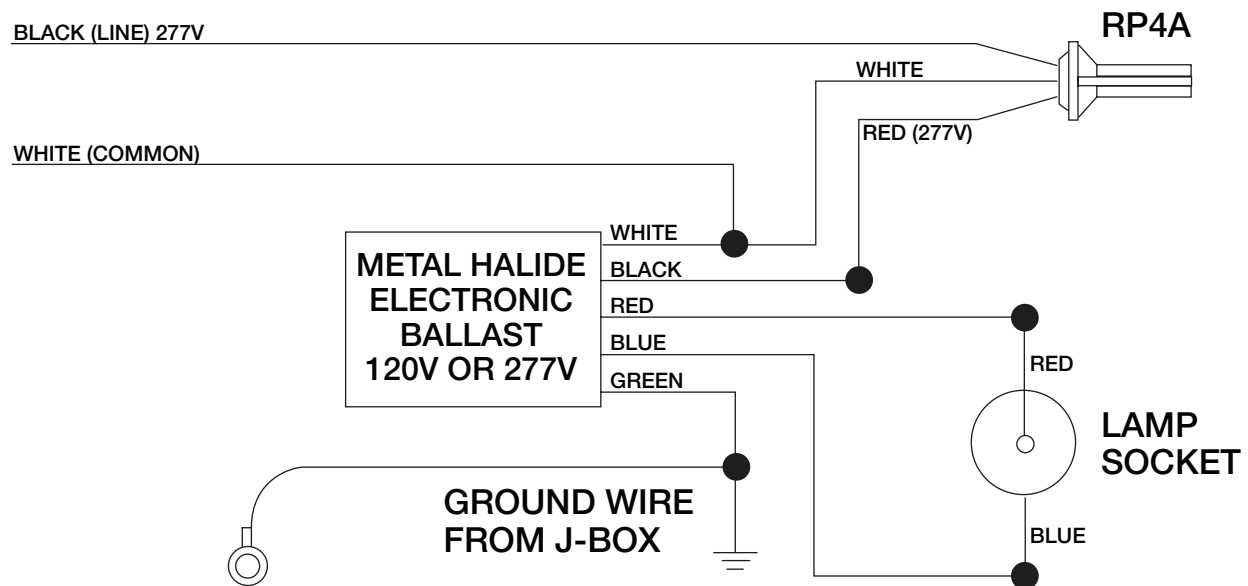 RP4A
BLACK (LINE) 277V
WHITE
RED (277V)
WHITE (COMMON)
WHITE
BLACK
RED
BLUE
GREEN
METAL HALIDE
ELECTRONIC
BALLAST
120V OR 277V
RED
LAMP
SOCKET
BLUE
GROUND WIRE
FROM J-BOX